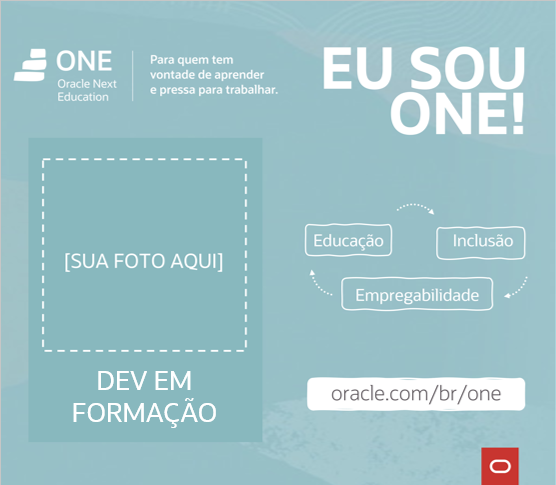 ONE
Oracle Next
Education
Para quem tem
vontade de aprender
e pressa para trabalhar.
EU SOU
ONE!
[SUA FOTO AQUI]
DEV EM
FORMAÇÃO
Educação
Inclusão
Empregabilidade
oracle.com/br/one